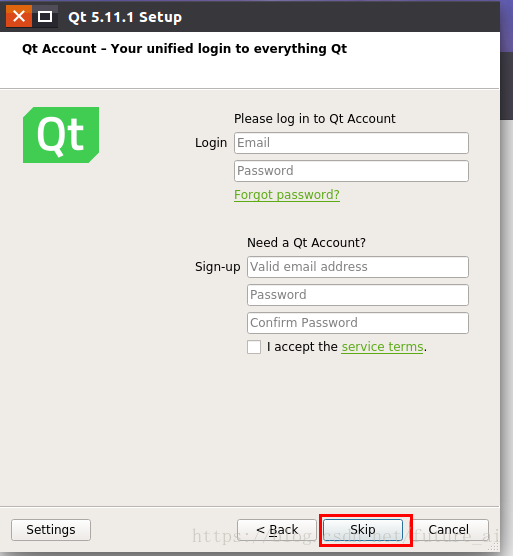 Qt 5.11.1 Setup
Qt Account – Your unified login to everything Qt
Qt
Please log in to Qt Account
Login Email
Password
Forgot password?
Need a Qt Account?
Sign-up Valid email address
Password
Confirm Password
I accept the service terms.
Settings < Back Skip Cancel
https://blog.csdn.net/future_ai